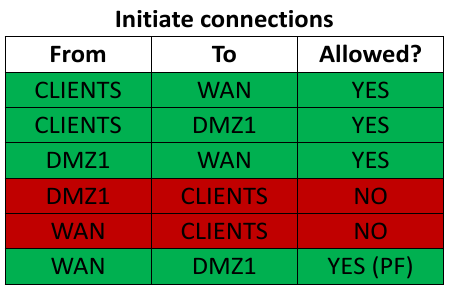 Initiate connections
From To Allowed?
CLIENTS WAN YES
CLIENTS DMZ1 YES
DMZ1 WAN YES
DMZ1 CLIENTS NO
WAN CLIENTS NO
WAN DMZ1 YES (PF)